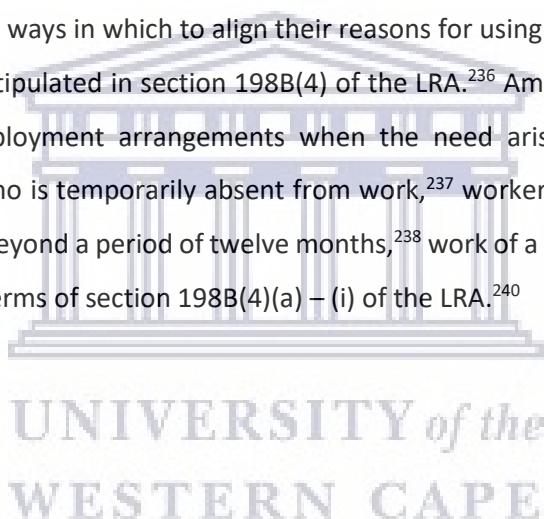 ways in which to align their reasons for using
tipulated in section 198B(4) of the LRA.236 Am
ployment arrangements when the need aris
ho is temporarily absent from work,237 worker
eyond a period of twelve months,238 work of a
erms of section 198B(4)(a) – (i) of the LRA.240
UNIVERSITY of the
WESTERN CAPE